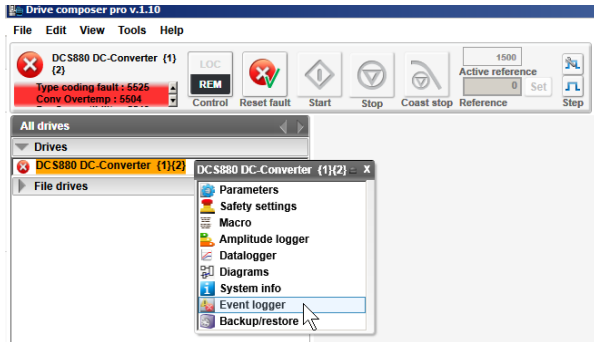 Drive composer pro v.1.10
File Edit View Tools Help
DCS880 DC-Converter {1}
{2}
Type coding fault : 5525
Conv Overtemp : 5504
LOC
REM
Control
Reset fault
Start
Stop
Coast stop
1500
Active reference
0 Set
Reference
Step
All drives
Drives
DCS880 DC-Converter {1}{2}
File drives
DCS880 DC-Converter {1}{2} X
Parameters
Safety settings
Macro
Amplitude logger
Datalogger
Diagrams
System info
Event logger
Backup/restore